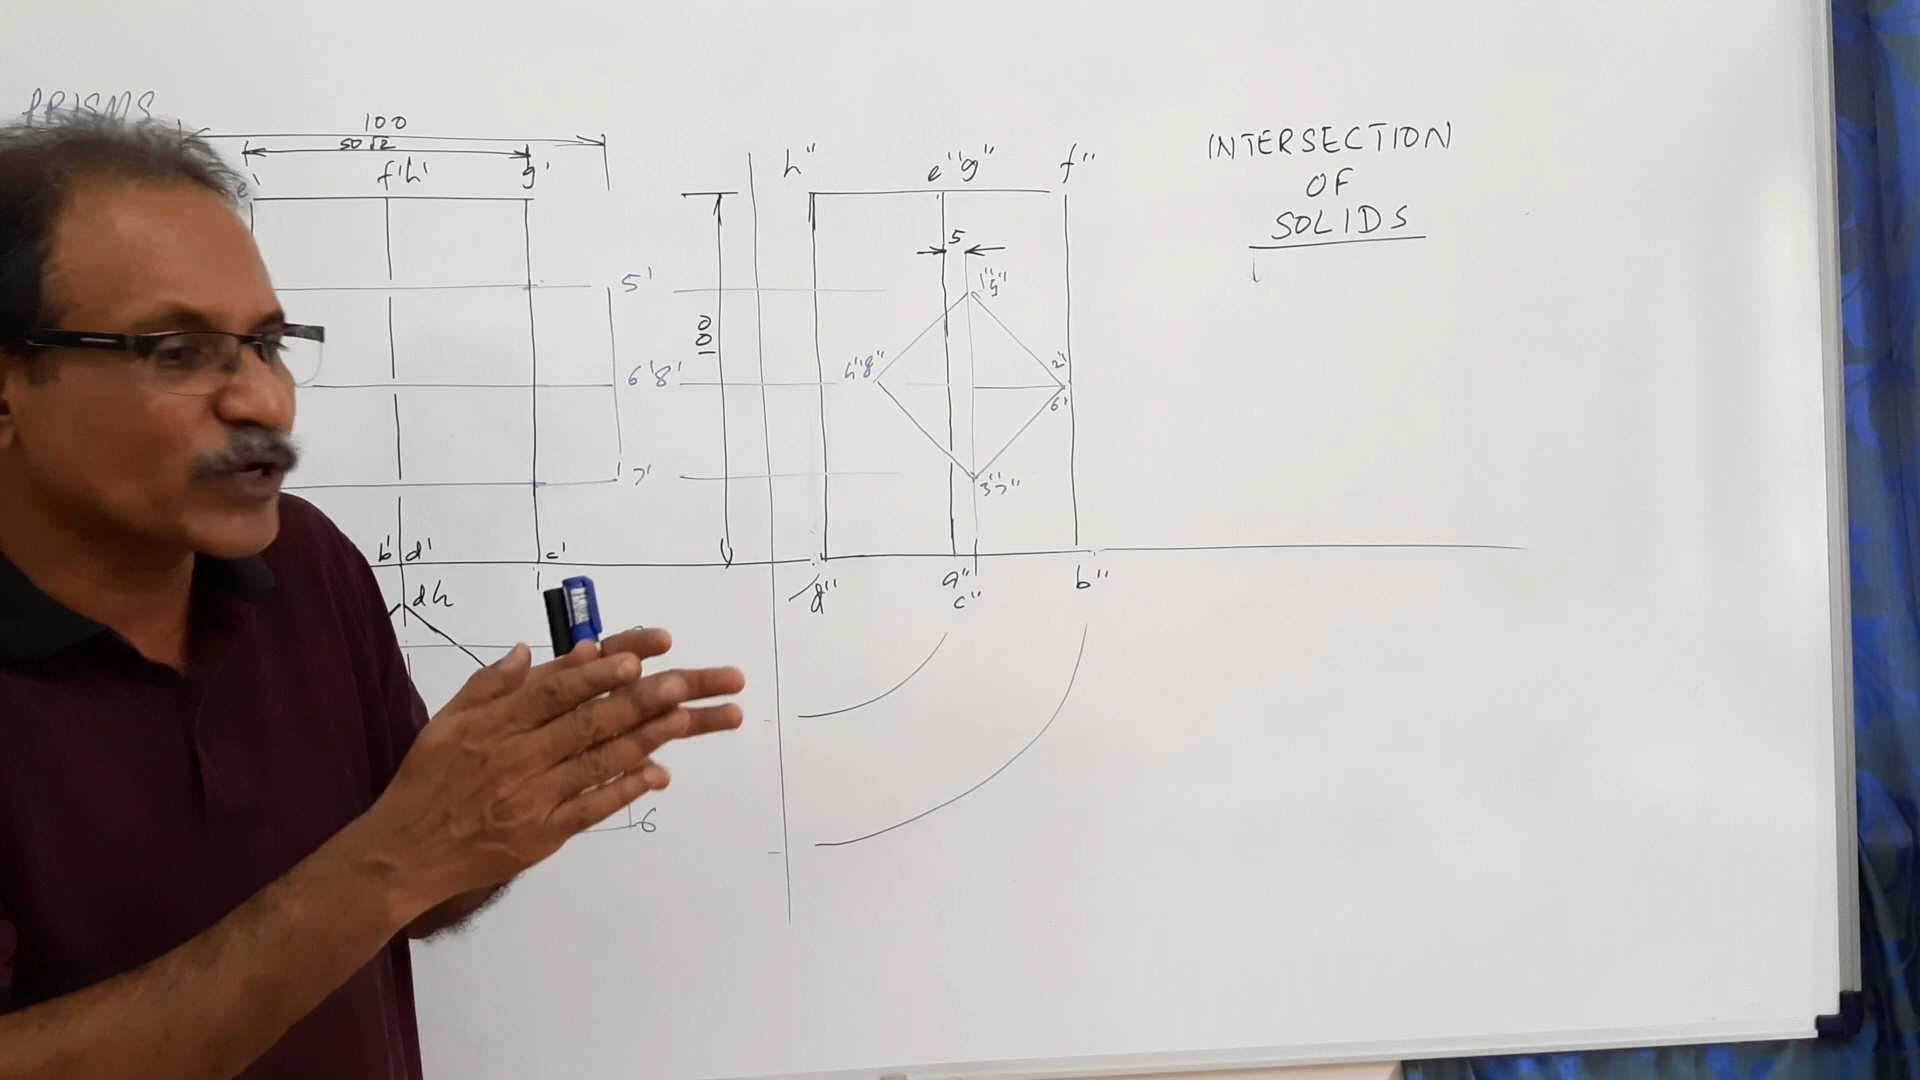 PRISMS
100
50√2
e' f'h' g'
h" e"g" f"
INTERSECTION
OF
SOLIDS
5
5'
1"5"
100
6'8'
4"8"
2"
6"
7'
3"7"
b' d' c'
d" a" b"
c"
dh
6